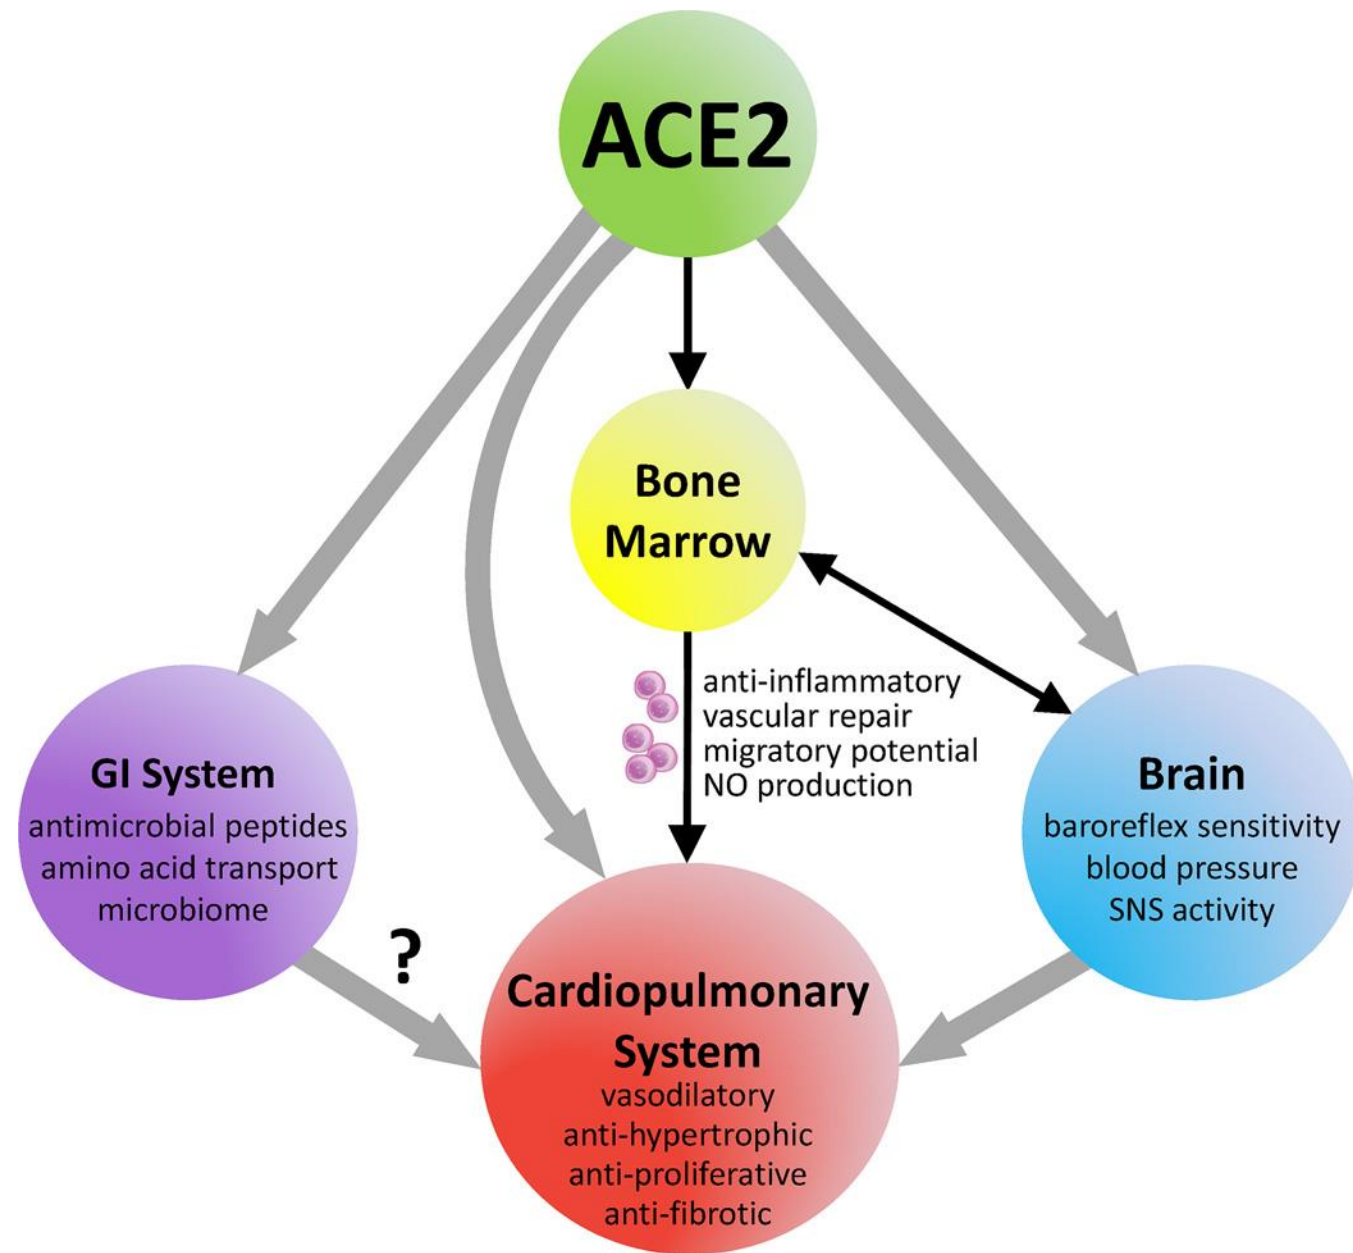 ACE2
Bone
Marrow
anti-inflammatory
vascular repair
migratory potential
NO production
GI System
antimicrobial peptides
amino acid transport
microbiome
Brain
baroreflex sensitivity
blood pressure
SNS activity
?
Cardiopulmonary
System
vasodilatory
anti-hypertrophic
anti-proliferative
anti-fibrotic